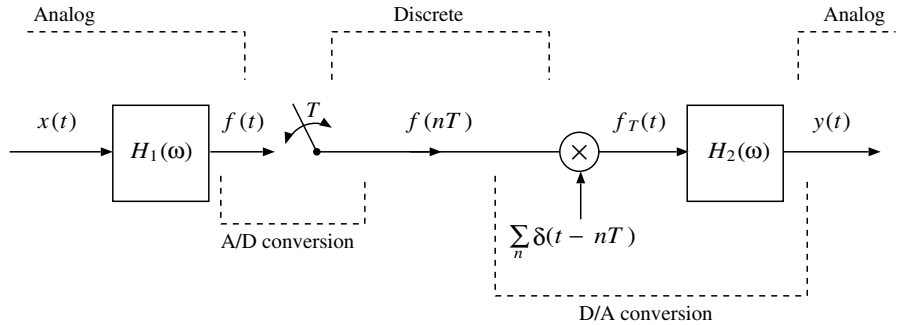 Analog
Discrete
Analog
x(t)
H₁(ω)
f(t)
T
f(nT)
f_T(t)
H₂(ω)
y(t)
A/D conversion
∑ₙ δ(t − nT)
D/A conversion